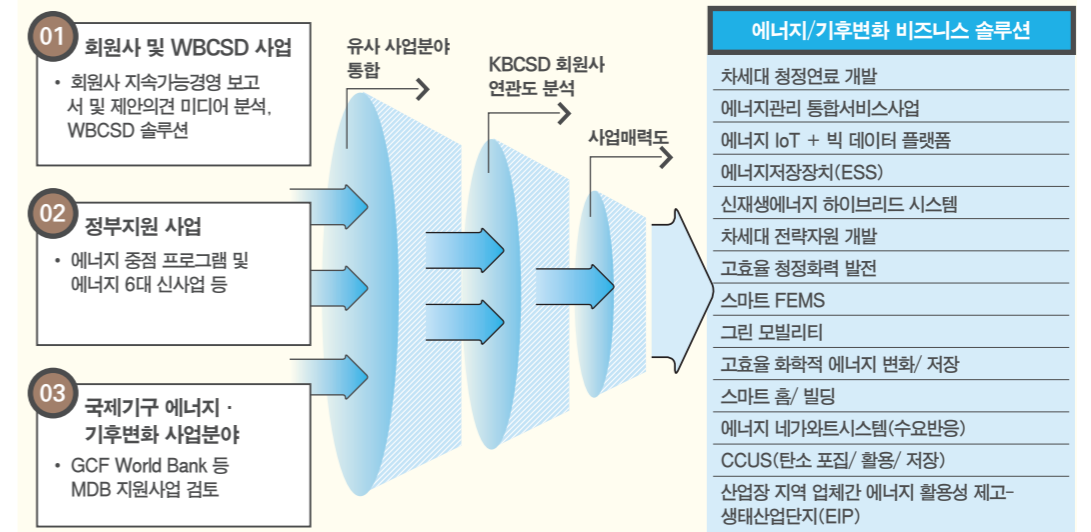 01
회원사 및 WBCSD 사업
• 회원사 지속가능경영 보고
서 및 제안의견 미디어 분석,
WBCSD 솔루션
02
정부지원 사업
• 에너지 중점 프로그램 및
에너지 6대 신사업 등
03
국제기구 에너지 ·
기후변화 사업분야
• GCF World Bank 등
MDB 지원사업 검토
유사 사업분야
통합
KBCSD 회원사
연관도 분석
사업매력도
에너지/기후변화 비즈니스 솔루션
차세대 청정연료 개발
에너지관리 통합서비스사업
에너지 IoT + 빅 데이터 플랫폼
에너지저장장치(ESS)
신재생에너지 하이브리드 시스템
차세대 전략자원 개발
고효율 청정화력 발전
스마트 FEMS
그린 모빌리티
고효율 화학적 에너지 변화/ 저장
스마트 홈/ 빌딩
에너지 네가와트시스템(수요반응)
CCUS(탄소 포집/ 활용/ 저장)
산업장 지역 업체간 에너지 활용성 제고-
생태산업단지(EIP)